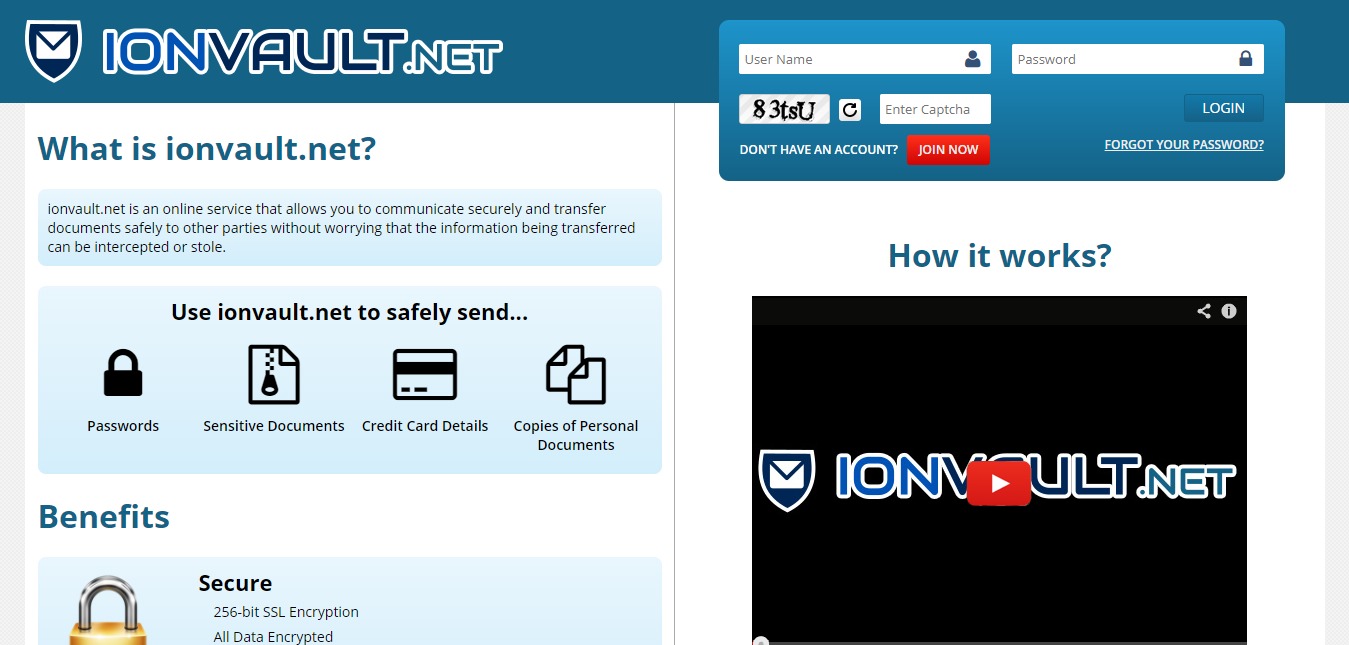 IONVAULT.NET
User Name
Password
83tsU
Enter Captcha
LOGIN
DON'T HAVE AN ACCOUNT?
JOIN NOW
FORGOT YOUR PASSWORD?
What is ionvault.net?
ionvault.net is an online service that allows you to communicate securely and transfer
documents safely to other parties without worrying that the information being transferred
can be intercepted or stole.
Use ionvault.net to safely send...
Passwords
Sensitive Documents
Credit Card Details
Copies of Personal
Documents
Benefits
Secure
256-bit SSL Encryption
All Data Encrypted
How it works?
IONVAULT.NET